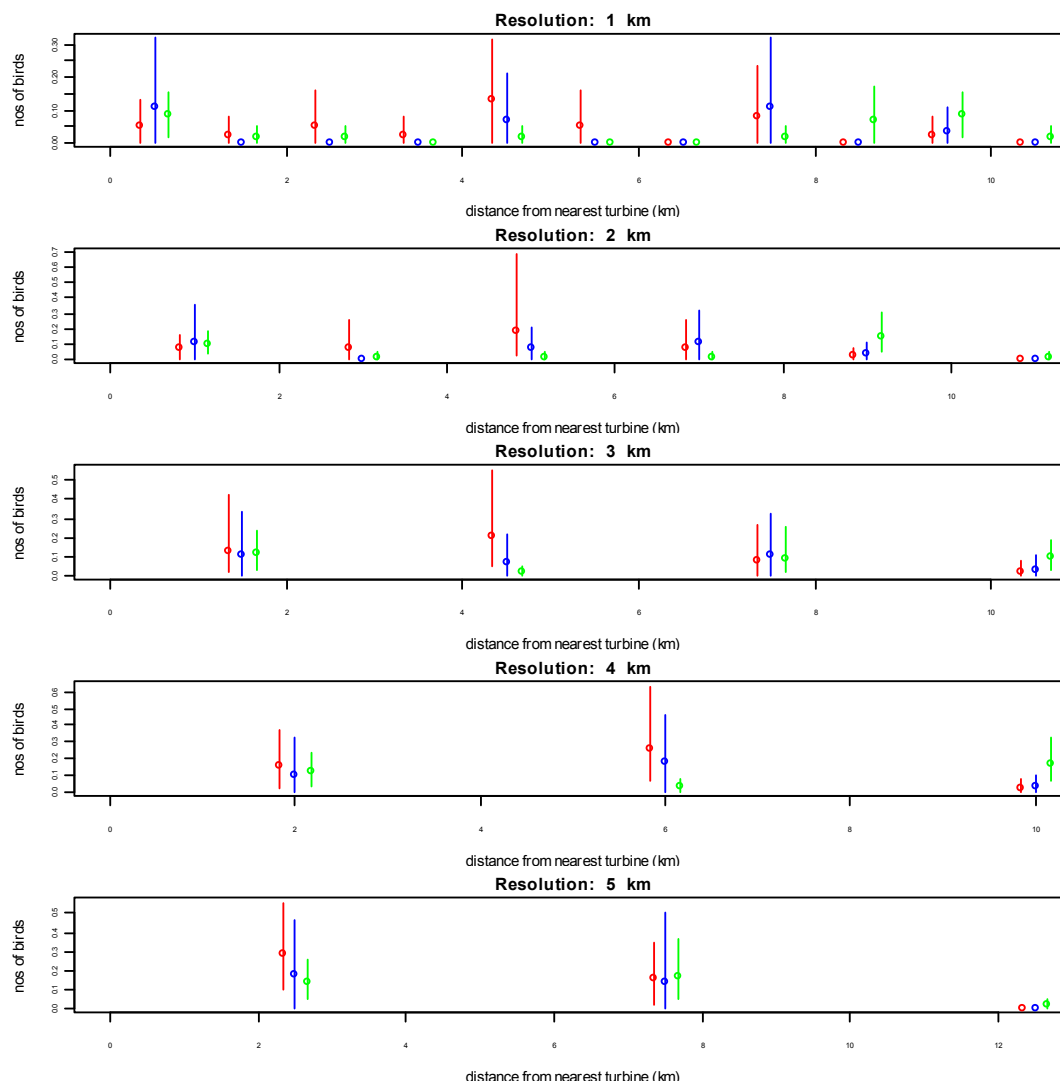 Resolution: 1 km
nos of birds
0.00 0.10 0.20 0.30
0 2 4 6 8 10
distance from nearest turbine (km)
Resolution: 2 km
nos of birds
0.0 0.1 0.2 0.3 0.4 0.5 0.6 0.7
0 2 4 6 8 10
distance from nearest turbine (km)
Resolution: 3 km
nos of birds
0.0 0.1 0.2 0.3 0.4 0.5
0 2 4 6 8 10
distance from nearest turbine (km)
Resolution: 4 km
nos of birds
0.0 0.1 0.2 0.3 0.4 0.5 0.6
0 2 4 6 8 10
distance from nearest turbine (km)
Resolution: 5 km
nos of birds
0.0 0.1 0.2 0.3 0.4 0.5
0 2 4 6 8 10 12
distance from nearest turbine (km)